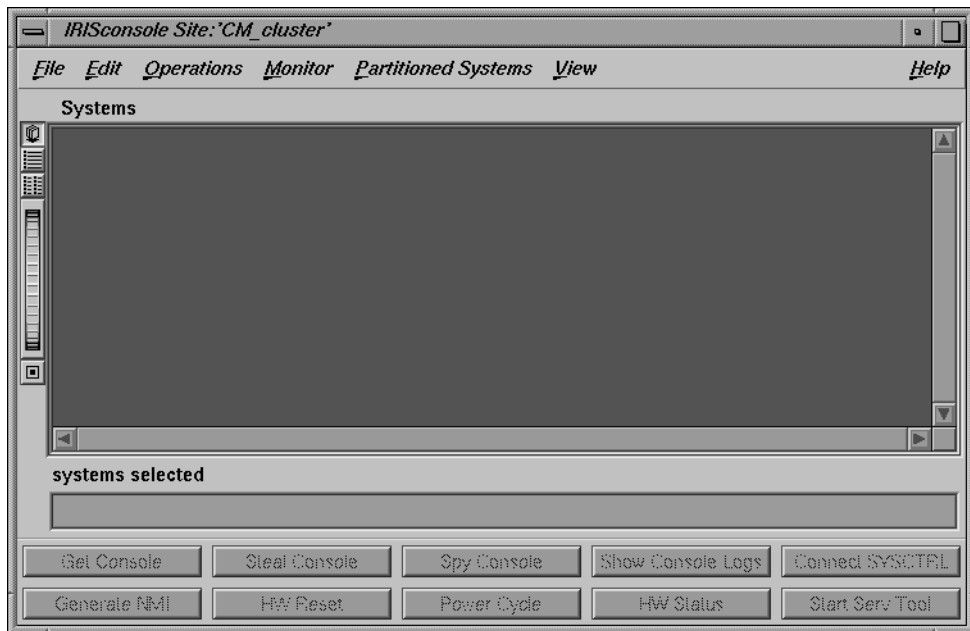 IRISconsole Site:'CM_cluster'
File Edit Operations Monitor Partitioned Systems View Help
Systems
systems selected
Get Console Steal Console Spy Console Show Console Logs Connect SYSCTRL
Generate NMI HW Reset Power Cycle HW Status Start Serv Tool